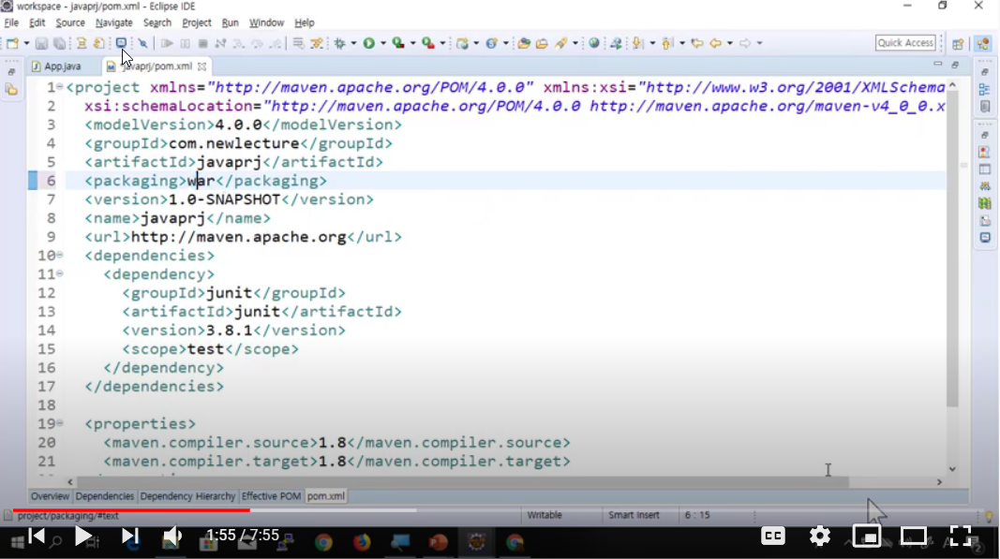 workspace - javaprj/pom.xml - Eclipse IDE
File Edit Source Navigate Search Project Run Window Help
Quick Access
App.java
*javaprj/pom.xml
1 <project xmlns="http://maven.apache.org/POM/4.0.0" xmlns:xsi="http://www.w3.org/2001/XMLSchema
2 xsi:schemaLocation="http://maven.apache.org/POM/4.0.0 http://maven.apache.org/maven-v4_0_0.x
3 <modelVersion>4.0.0</modelVersion>
4 <groupId>com.newlecture</groupId>
5 <artifactId>javaprj</artifactId>
6 <packaging>war</packaging>
7 <version>1.0-SNAPSHOT</version>
8 <name>javaprj</name>
9 <url>http://maven.apache.org</url>
10 <dependencies>
11 <dependency>
12 <groupId>junit</groupId>
13 <artifactId>junit</artifactId>
14 <version>3.8.1</version>
15 <scope>test</scope>
16 </dependency>
17 </dependencies>
18
19 <properties>
20 <maven.compiler.source>1.8</maven.compiler.source>
21 <maven.compiler.target>1.8</maven.compiler.target>
Overview Dependencies Dependency Hierarchy Effective POM pom.xml
project/packaging/#text Writable Smart Insert 6 : 15
1:55 / 7:55 CC